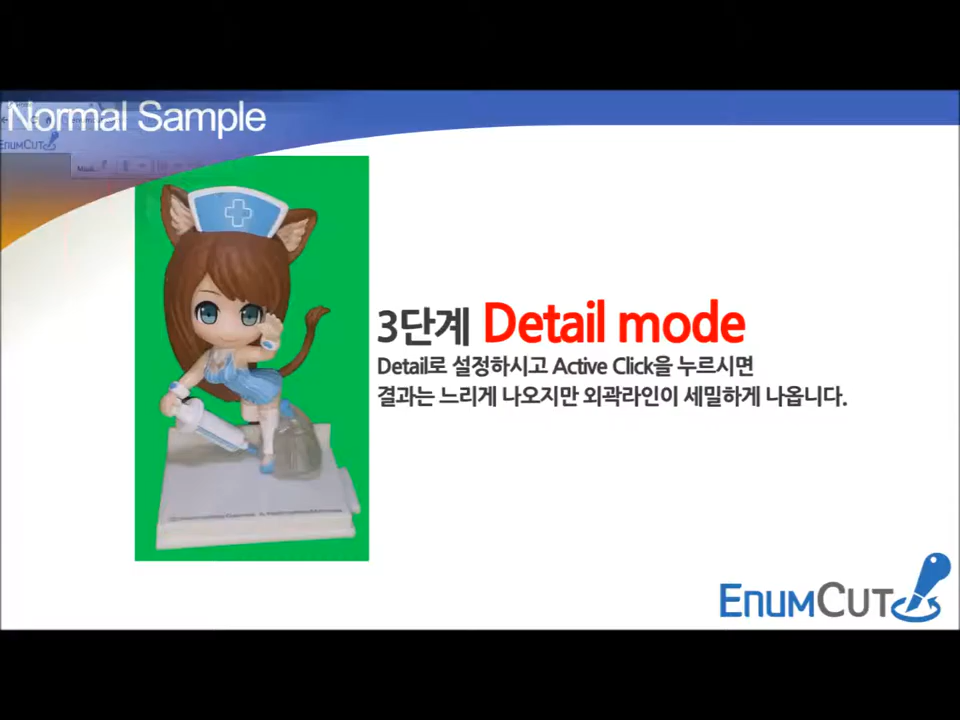 Normal Sample
ENUMCUT
3단계 Detail mode
Detail로 설정하시고 Active Click을 누르시면
결과는 느리게 나오지만 외곽라인이 세밀하게 나옵니다.
ENUMCUT